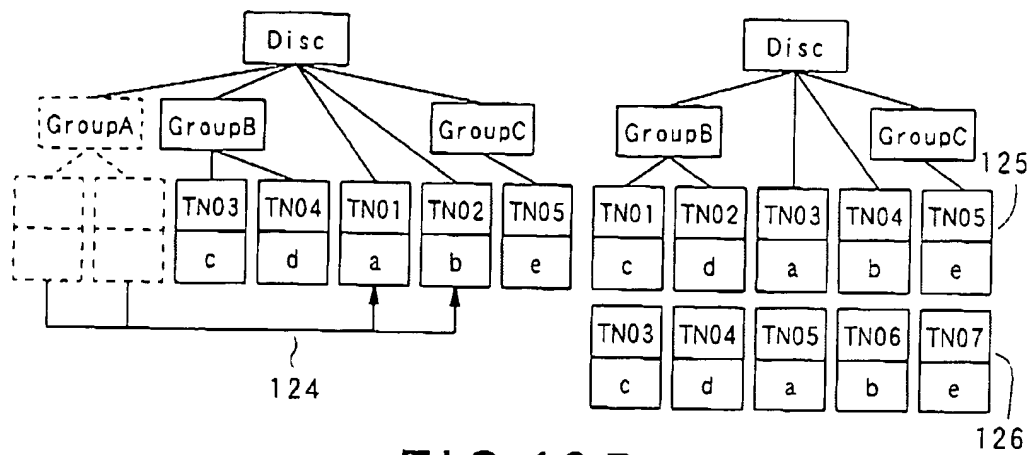 Disc
GroupA GroupB GroupC
TN03 TN04 TN01 TN02 TN05
c d a b e
124
Disc
GroupB GroupC
125
TN01 TN02 TN03 TN04 TN05
c d a b e
TN03 TN04 TN05 TN06 TN07
c d a b e
126